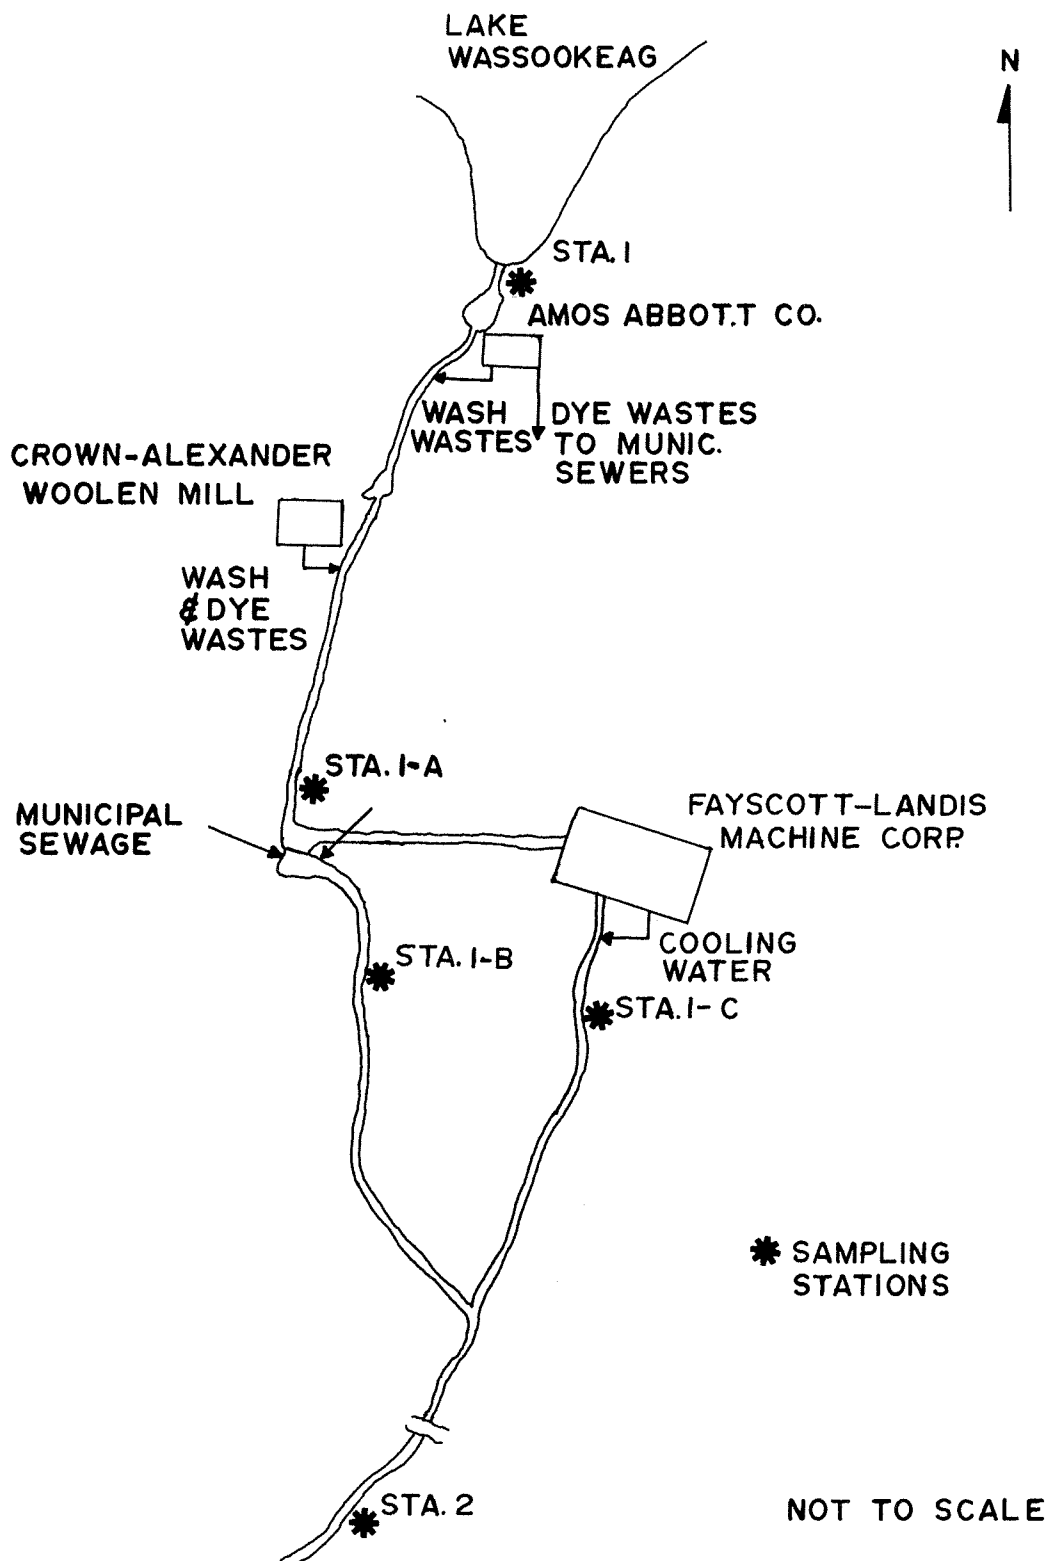 LAKE
WASSOOKEAG
N
STA. 1
AMOS ABBOT.T CO.
WASH
WASTES
DYE WASTES
TO MUNIC.
SEWERS
CROWN-ALEXANDER
WOOLEN MILL
WASH
& DYE
WASTES
STA. 1-A
MUNICIPAL
SEWAGE
FAYSCOTT-LANDIS
MACHINE CORP.
COOLING
WATER
STA. 1-B
STA. 1-C
SAMPLING
STATIONS
STA. 2
NOT TO SCALE